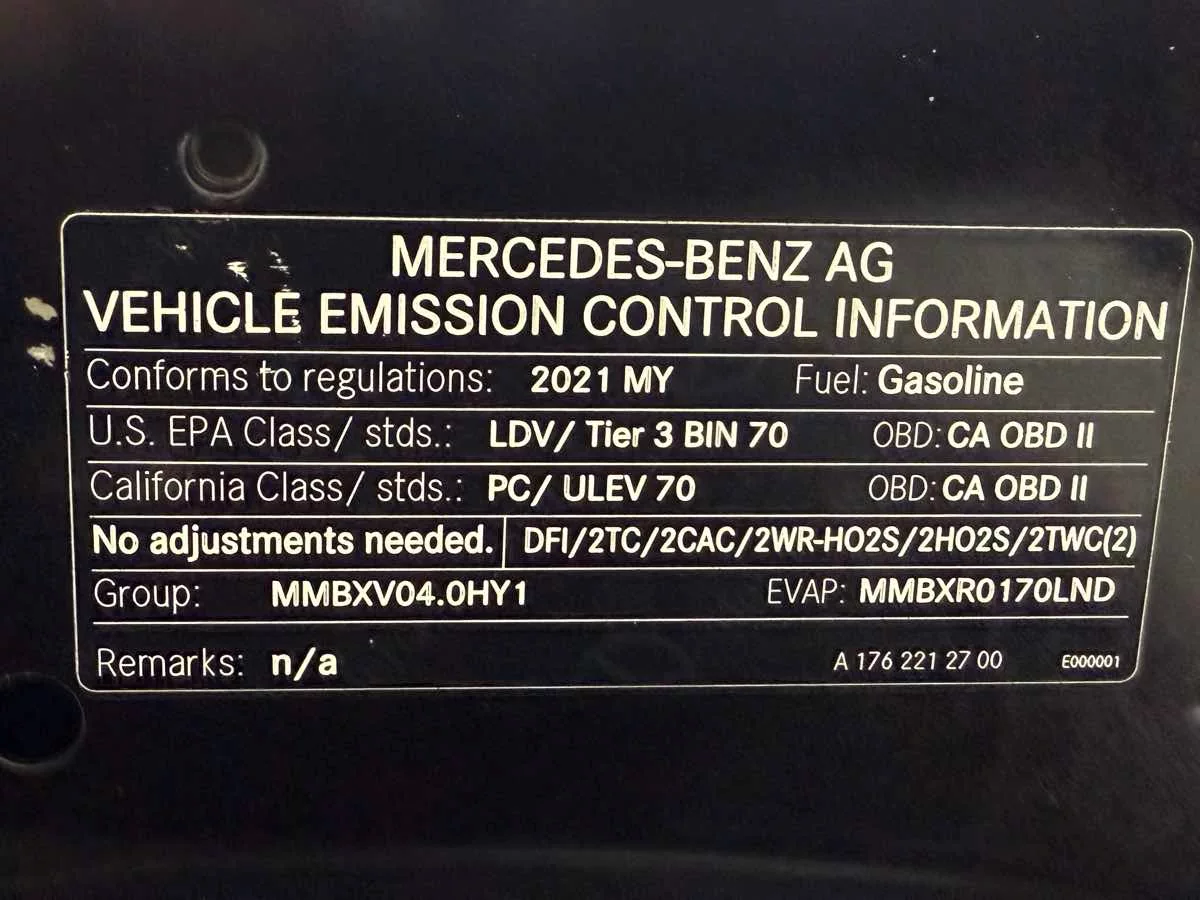 MERCEDES-BENZ AG
VEHICLE EMISSION CONTROL INFORMATION
Conforms to regulations: 2021 MY Fuel: Gasoline
U.S. EPA Class/ stds.: LDV/ Tier 3 BIN 70 OBD: CA OBD II
California Class/ stds.: PC/ ULEV 70 OBD: CA OBD II
No adjustments needed. DFI/2TC/2CAC/2WR-HO2S/2HO2S/2TWC(2)
Group: MMBXV04.0HY1 EVAP: MMBXR0170LND
Remarks: n/a A 176 221 27 00 E000001